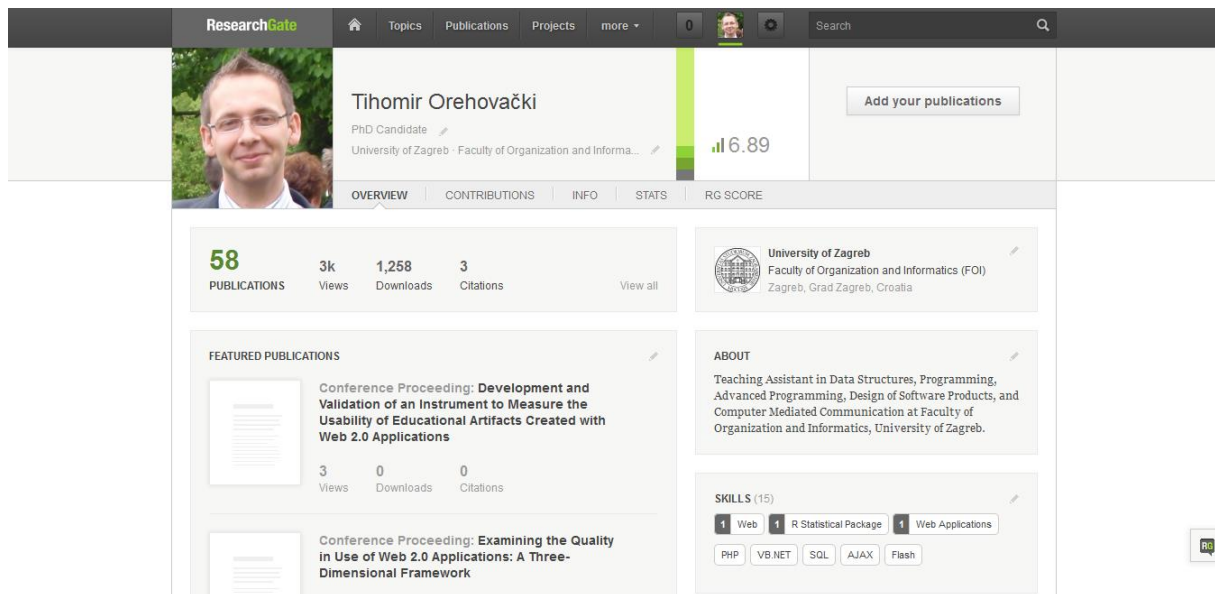 ResearchGate
Topics Publications Projects more 0 Search
Tihomir Orehovački
PhD Candidate
University of Zagreb · Faculty of Organization and Informa...
6.89
Add your publications
OVERVIEW CONTRIBUTIONS INFO STATS RG SCORE
58
PUBLICATIONS
3k 1,258 3
Views Downloads Citations View all
FEATURED PUBLICATIONS
Conference Proceeding: Development and
Validation of an Instrument to Measure the
Usability of Educational Artifacts Created with
Web 2.0 Applications
3 0 0
Views Downloads Citations
Conference Proceeding: Examining the Quality
in Use of Web 2.0 Applications: A Three-
Dimensional Framework
University of Zagreb
Faculty of Organization and Informatics (FOI)
Zagreb, Grad Zagreb, Croatia
ABOUT
Teaching Assistant in Data Structures, Programming,
Advanced Programming, Design of Software Products, and
Computer Mediated Communication at Faculty of
Organization and Informatics, University of Zagreb.
SKILLS (15)
1 Web 1 R Statistical Package 1 Web Applications
PHP VB.NET SQL AJAX Flash
RG